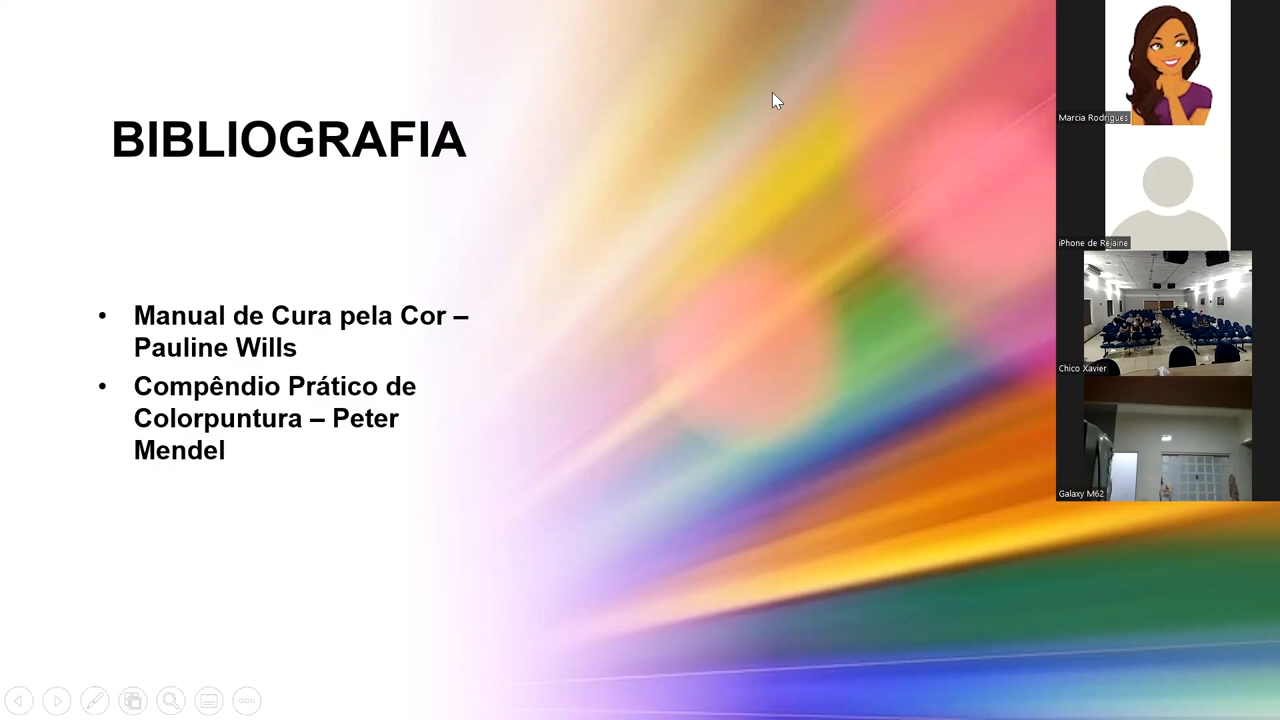 BIBLIOGRAFIA
• Manual de Cura pela Cor –
Pauline Wills
• Compêndio Prático de
Colorpuntura – Peter
Mendel
Marcia Rodrigues
iPhone de Rejaine
Chico Xavier
Galaxy M62